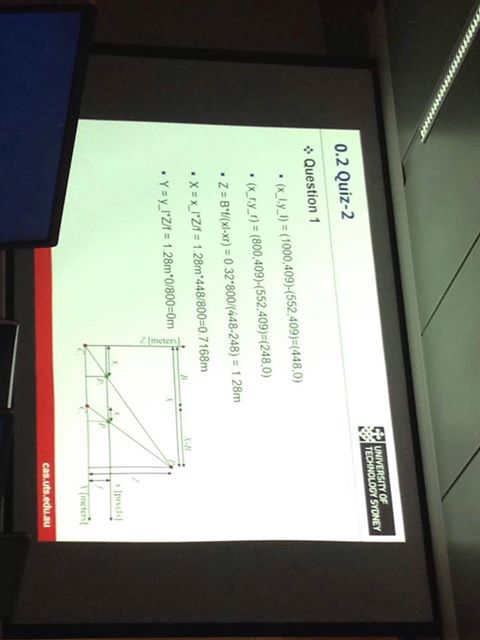 0.2 Quiz-2
UNIVERSITY OF
TECHNOLOGY SYDNEY
❖ Question 1
• (x_l,y_l) = (1000,409)-(552,409)=(448,0)
• (x_r,y_r) = (800,409)-(552,409)=(248,0)
• Z = B*f/(xl-xr) = 0.32*800/(448-248) = 1.28m
• X = x_l*Z/f = 1.28m*448/800=0.7168m
• Y = y_l*Z/f = 1.28m*0/800=0m
Z [meters]
B
X
X-B
x [pixels]
X [meters]
cas.uts.edu.au